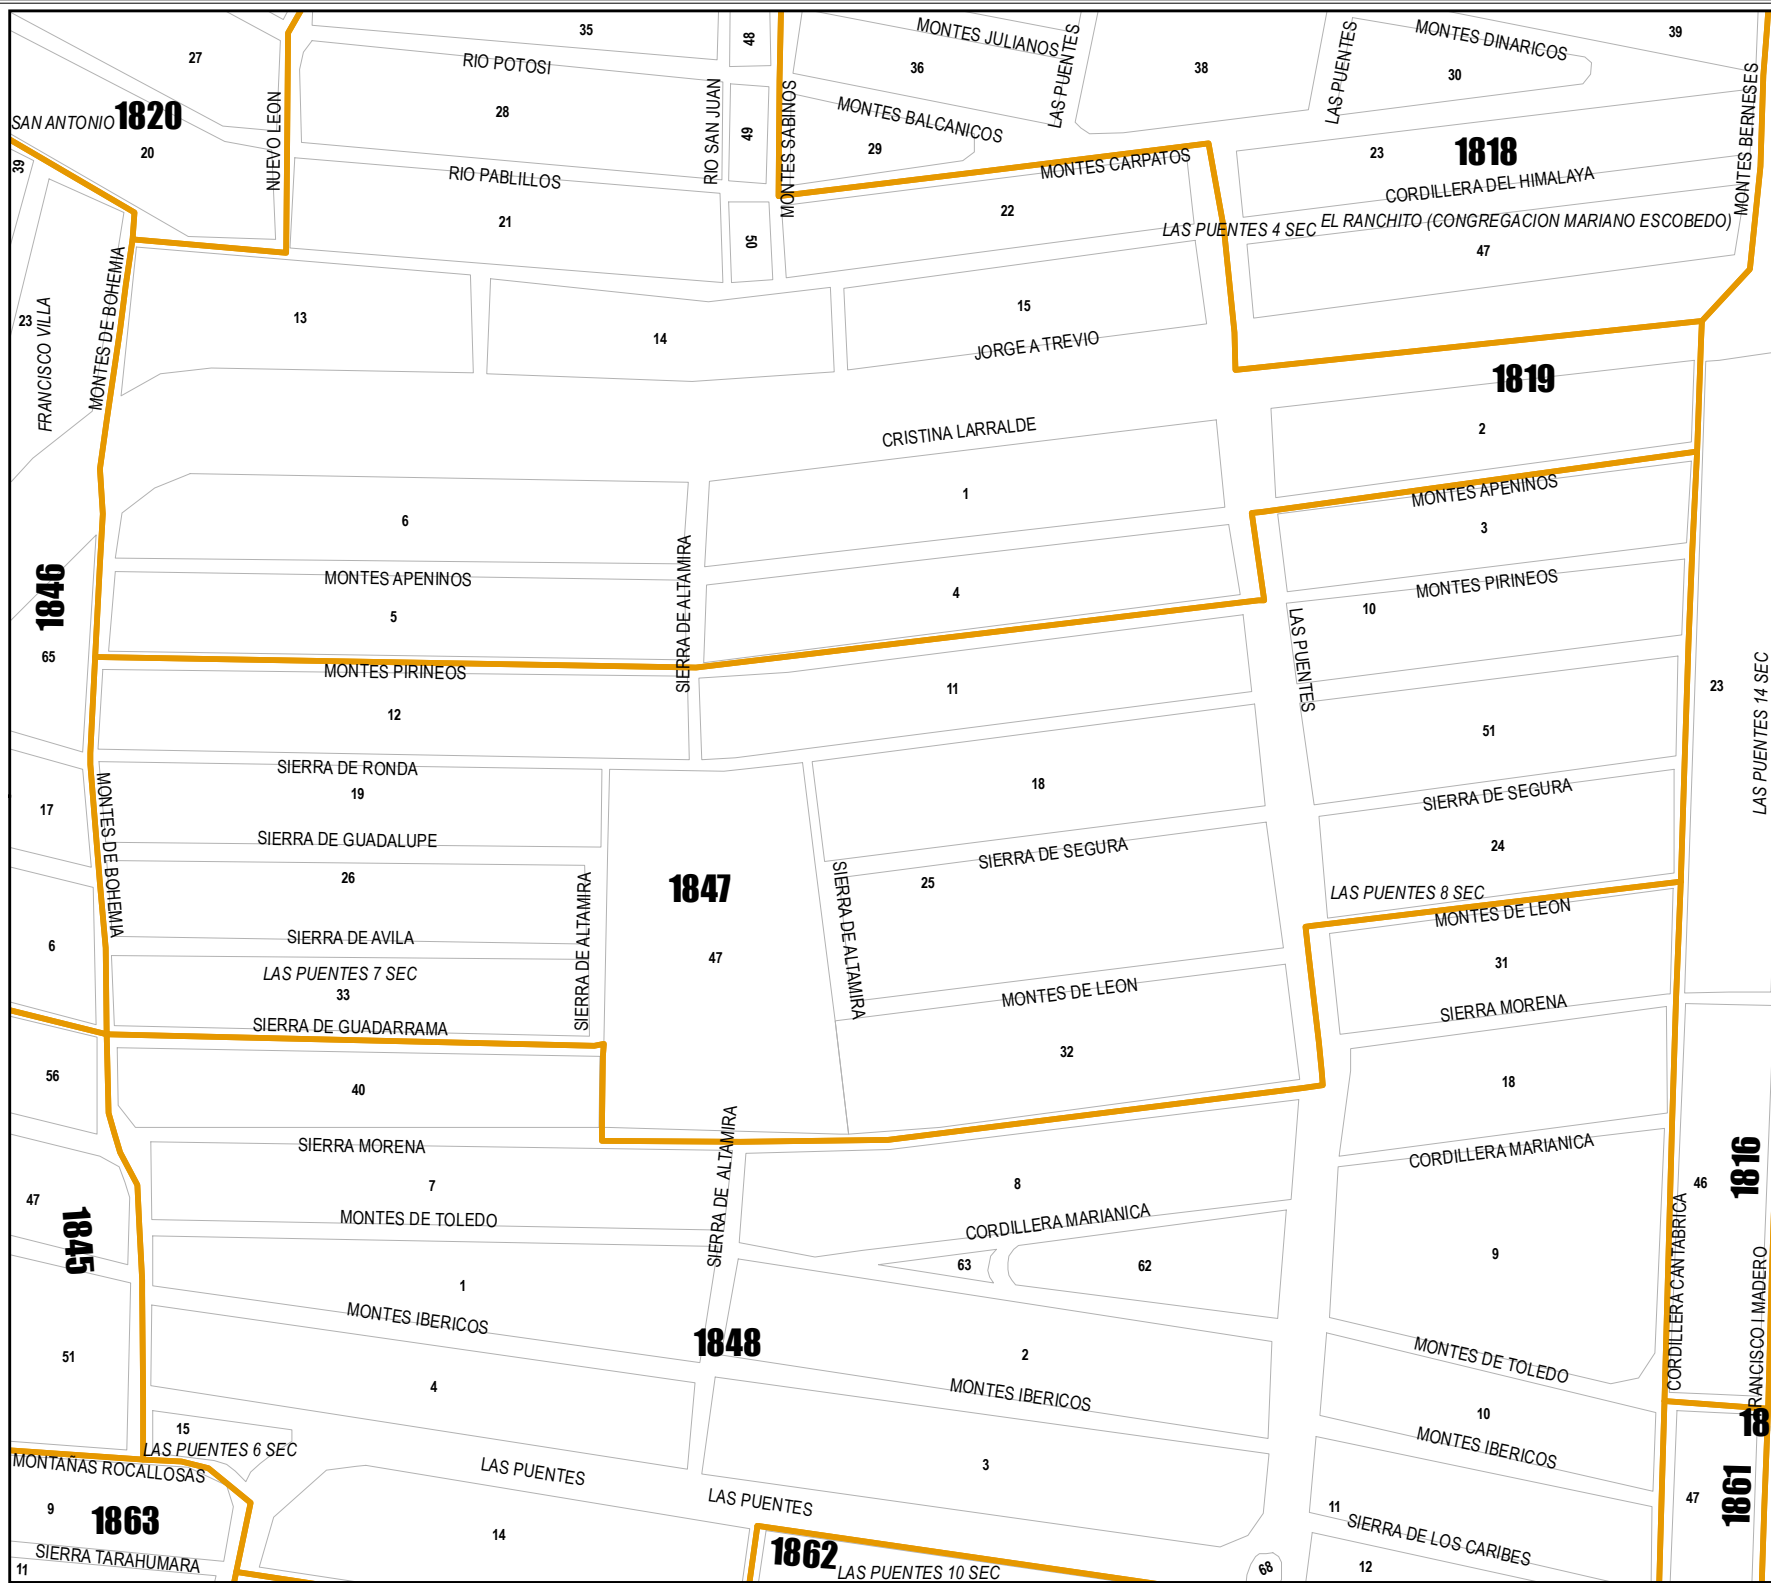 35
48
MONTES JULIANOS
LAS PUENTES
LAS PUENTES
MONTES DINARICOS
39
27
RIO POTOSI
36
38
30
SAN ANTONIO
1820
NUEVO LEON
28
RIO SAN JUAN
49
MONTES SABINOS
MONTES BALCANICOS
29
MONTES BERNESES
20
39
RIO PABLILLOS
MONTES CARPATOS
23
1818
CORDILLERA DEL HIMALAYA
21
50
22
LAS PUENTES 4 SEC
EL RANCHITO (CONGREGACION MARIANO ESCOBEDO)
47
MONTES DE BOHEMIA
23
FRANCISCO VILLA
13
14
15
JORGE A TREVIO
1819
CRISTINA LARRALDE
2
6
1
MONTES APENINOS
3
SIERRA DE ALTAMIRA
MONTES APENINOS
1846
5
4
MONTES PIRINEOS
10
LAS PUENTES
65
MONTES PIRINEOS
11
23
LAS PUENTES 14 SEC
12
51
SIERRA DE RONDA
19
18
SIERRA DE SEGURA
17
MONTES DE BOHEMIA
SIERRA DE GUADALUPE
SIERRA DE SEGURA
24
26
SIERRA DE ALTAMIRA
1847
SIERRA DE ALTAMIRA
25
LAS PUENTES 8 SEC
MONTES DE LEON
6
SIERRA DE AVILA
47
31
LAS PUENTES 7 SEC
33
MONTES DE LEON
SIERRA MORENA
SIERRA DE GUADARRAMA
32
56
40
18
SIERRA MORENA
SIERRA DE ALTAMIRA
CORDILLERA MARIANICA
1816
47
7
8
46
1845
MONTES DE TOLEDO
CORDILLERA MARIANICA
CORDILLERA CANTABRICA
9
63
62
1
RANCISCO I MADERO
MONTES IBERICOS
1848
2
51
MONTES DE TOLEDO
4
MONTES IBERICOS
10
15
18
LAS PUENTES 6 SEC
MONTES IBERICOS
MONTAÑAS ROCALLOSAS
LAS PUENTES
3
1861
47
9
1863
LAS PUENTES
11
SIERRA DE LOS CARIBES
14
SIERRA TARAHUMARA
1862
LAS PUENTES 10 SEC
68
12
11